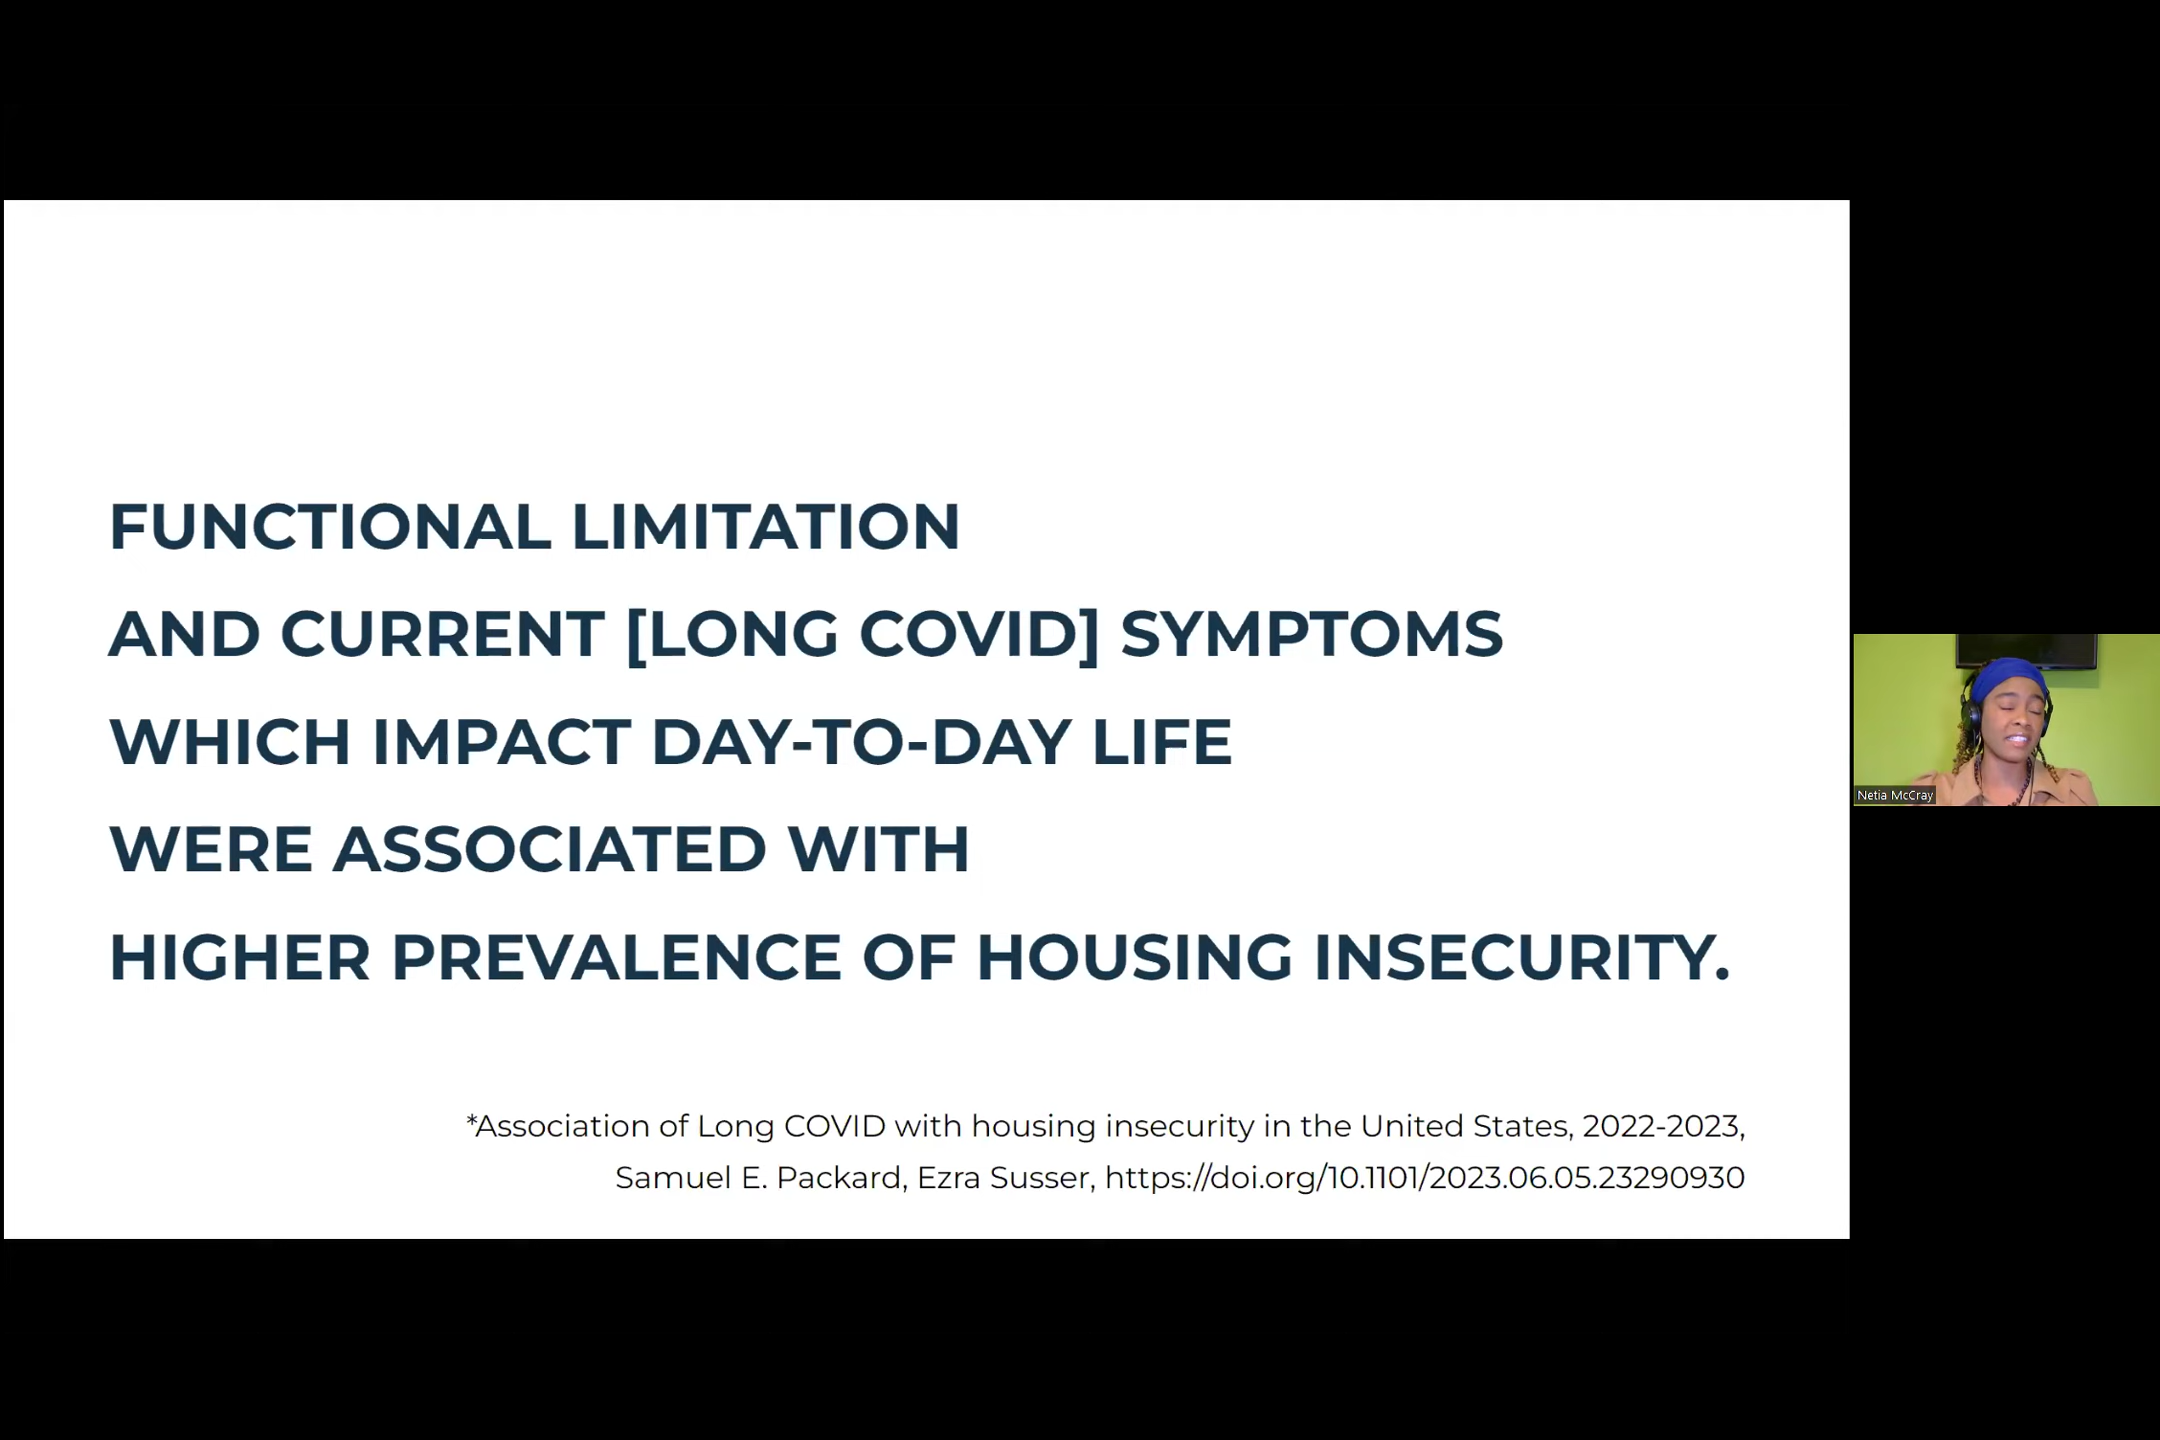 FUNCTIONAL LIMITATION
AND CURRENT [LONG COVID] SYMPTOMS
WHICH IMPACT DAY-TO-DAY LIFE
WERE ASSOCIATED WITH
HIGHER PREVALENCE OF HOUSING INSECURITY.
*Association of Long COVID with housing insecurity in the United States, 2022-2023,
Samuel E. Packard, Ezra Susser, https://doi.org/10.1101/2023.06.05.23290930
Netia McCray